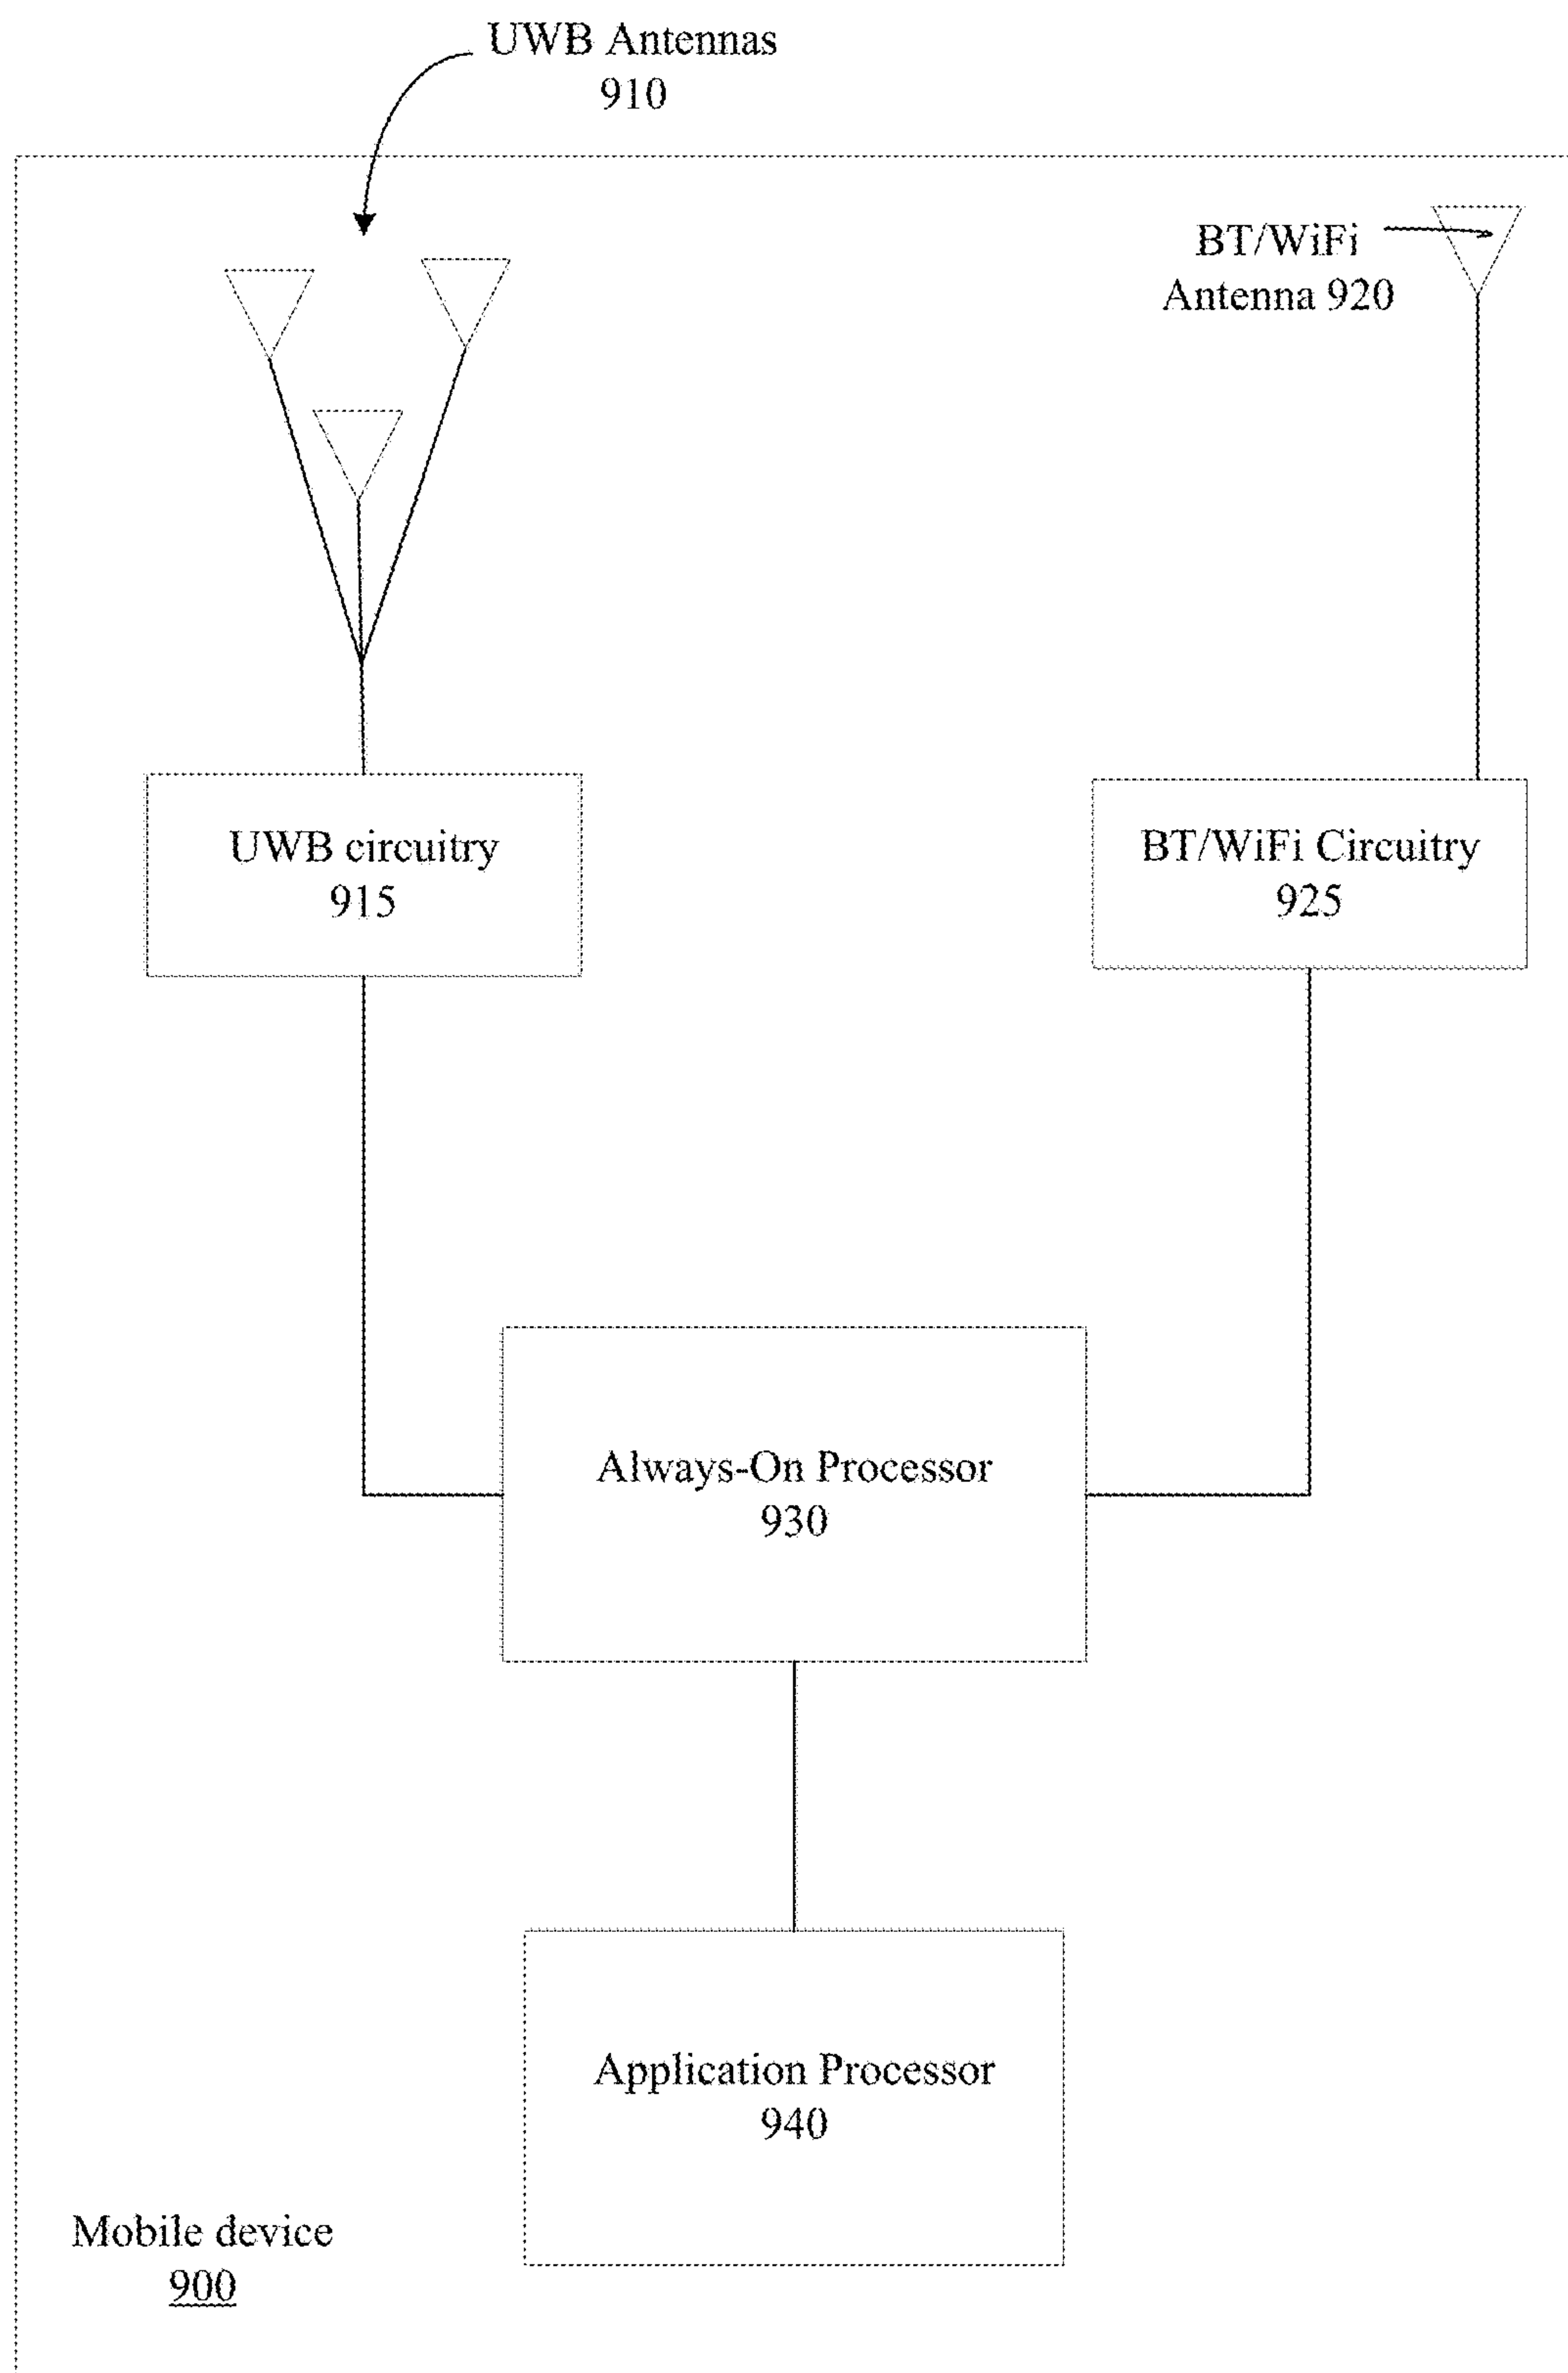 UWB Antennas
910
BT/WiFi
Antenna 920
UWB circuitry
915
BT/WiFi Circuitry
925
Always-On Processor
930
Application Processor
940
Mobile device
900